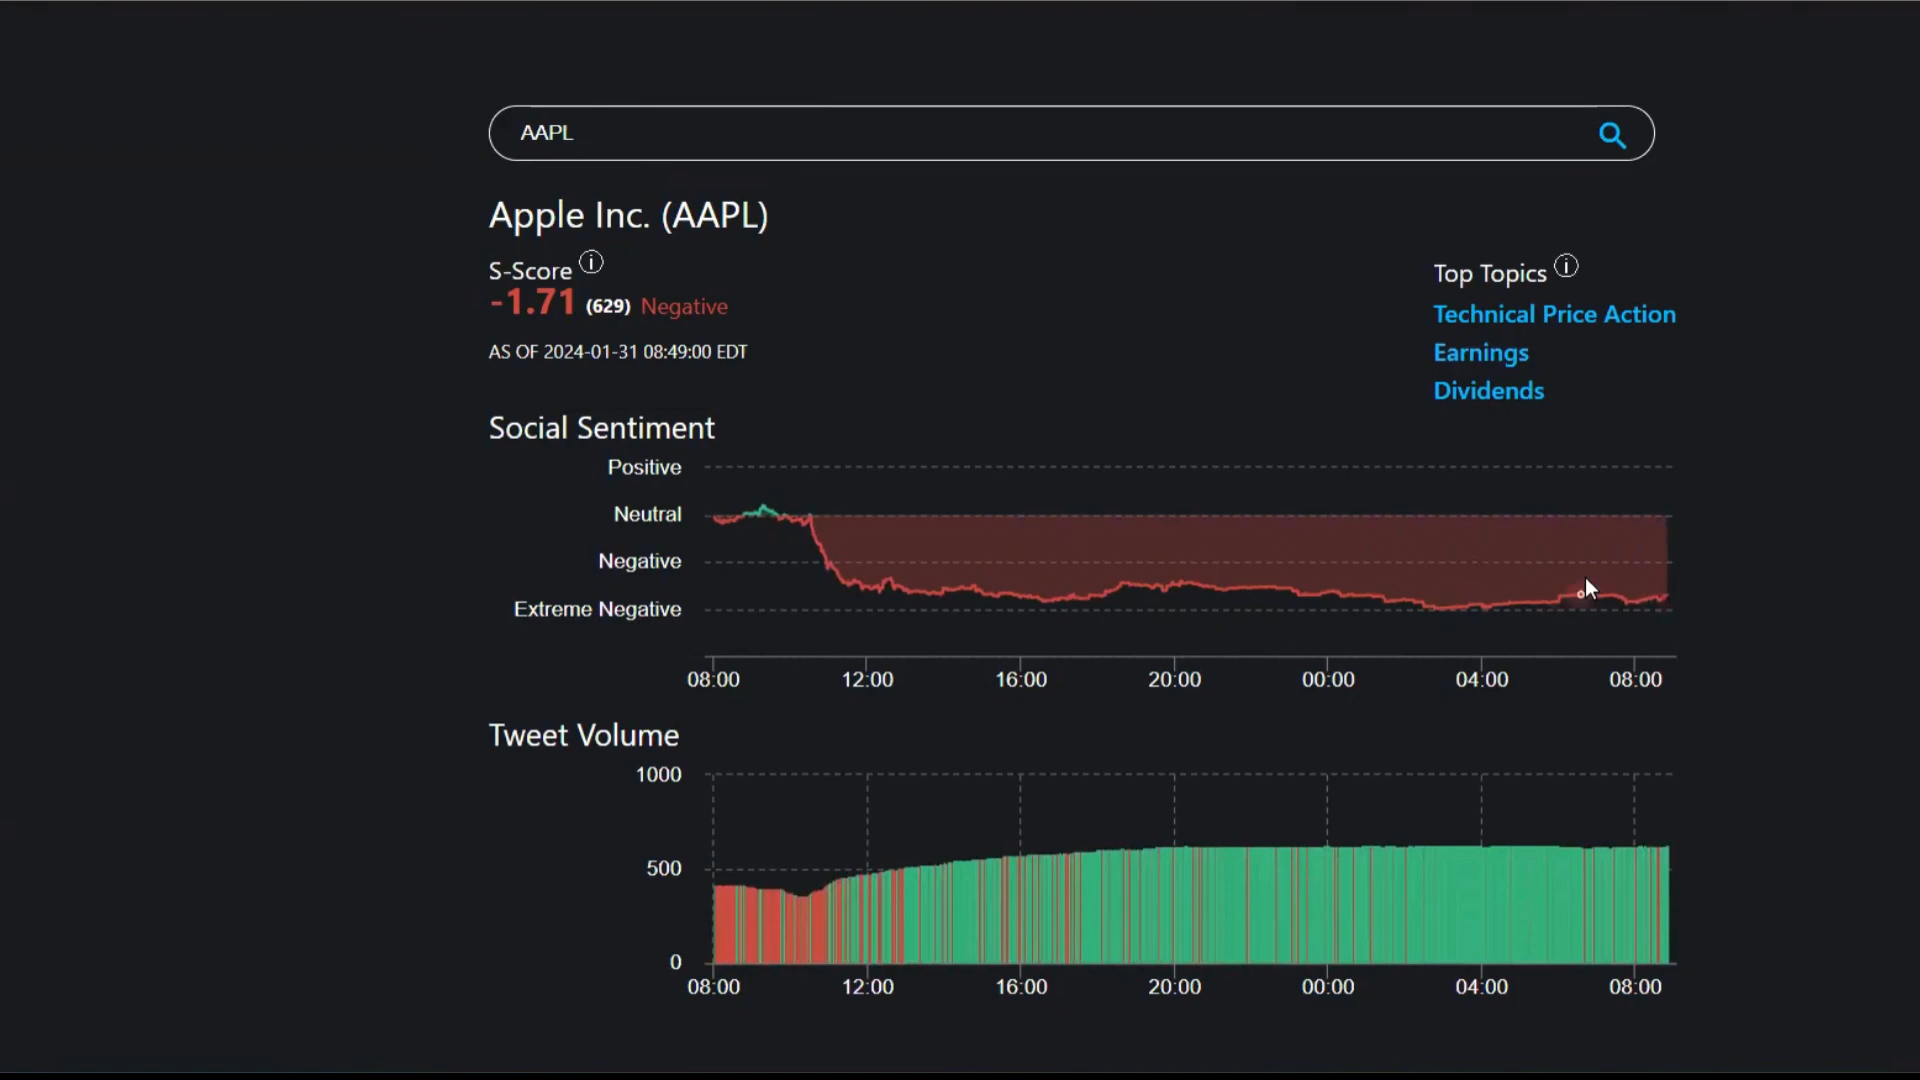 AAPL
Apple Inc. (AAPL)
S-Score
-1.71 (629) Negative
AS OF 2024-01-31 08:49:00 EDT
Top Topics
Technical Price Action
Earnings
Dividends
Social Sentiment
Positive
Neutral
Negative
Extreme Negative
08:00 12:00 16:00 20:00 00:00 04:00 08:00
Tweet Volume
1000
500
0
08:00 12:00 16:00 20:00 00:00 04:00 08:00